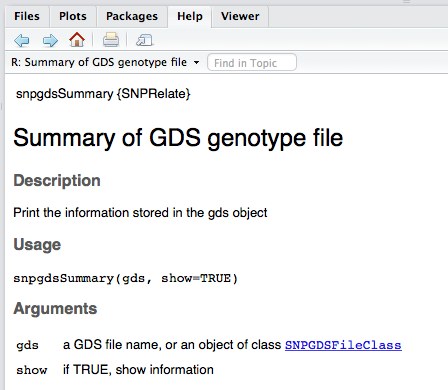 Files Plots Packages Help Viewer
R: Summary of GDS genotype file Find in Topic
snpgdsSummary {SNPRelate}
Summary of GDS genotype file
Description
Print the information stored in the gds object
Usage
snpgdsSummary(gds, show=TRUE)
Arguments
gds a GDS file name, or an object of class SNPGDSFileClass
show if TRUE, show information